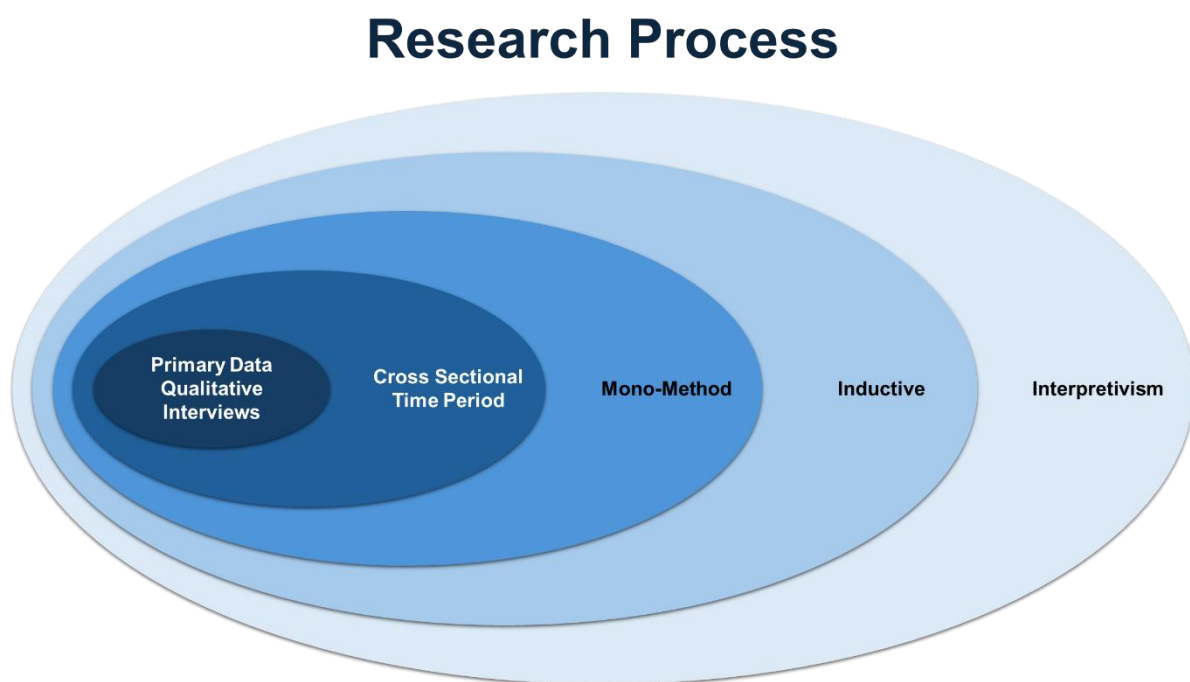 Research Process
Primary Data
Qualitative
Interviews
Cross Sectional
Time Period
Mono-Method
Inductive
Interpretivism